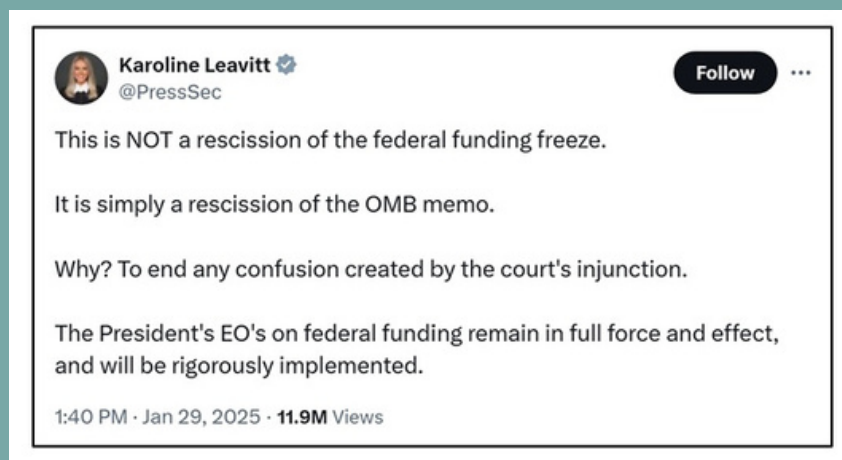 Karoline Leavitt
@PressSec
Follow
This is NOT a rescission of the federal funding freeze.
It is simply a rescission of the OMB memo.
Why? To end any confusion created by the court's injunction.
The President's EO's on federal funding remain in full force and effect,
and will be rigorously implemented.
1:40 PM · Jan 29, 2025 · 11.9M Views